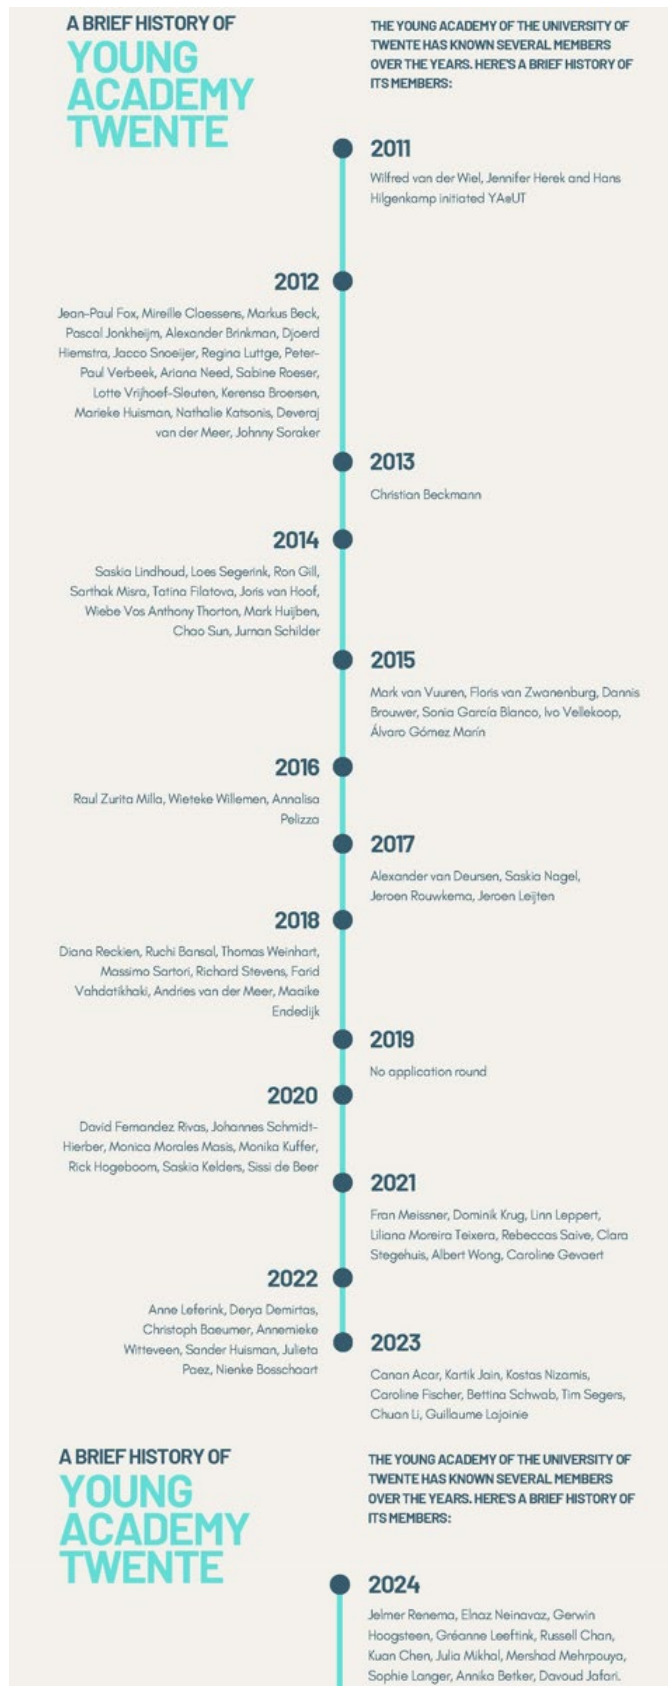 A BRIEF HISTORY OF
YOUNG
ACADEMY
TWENTE
THE YOUNG ACADEMY OF THE UNIVERSITY OF
TWENTE HAS KNOWN SEVERAL MEMBERS
OVER THE YEARS. HERE'S A BRIEF HISTORY OF
ITS MEMBERS:
2011
Wilfred van der Wiel, Jennifer Herek and Hans
Hilgenkamp initiated YA@UT
2012
Jean-Paul Fox, Mireille Claessens, Markus Beck,
Pascal Jonkheijm, Alexander Brinkman, Djoerd
Hiemstra, Jacco Snoeijer, Regina Luttge, Peter-
Paul Verbeek, Ariana Need, Sabine Roeser,
Lotte Vrijhoef-Sleuten, Kerensa Broersen,
Marieke Huisman, Nathalie Katsonis, Deveraj
van der Meer, Johnny Soraker
2013
Christian Beckmann
2014
Saskia Lindhoud, Loes Segerink, Ron Gill,
Sarthak Misra, Tatina Filatova, Joris van Hoof,
Wiebe Vos Anthony Thorton, Mark Huijben,
Chao Sun, Jurnan Schilder
2015
Mark van Vuuren, Floris van Zwanenburg, Dannis
Brouwer, Sonia García Blanco, Ivo Vellekoop,
Álvaro Gómez Marín
2016
Raul Zurita Milla, Wieteke Willemen, Annalisa
Pelizza
2017
Alexander van Deursen, Saskia Nagel,
Jeroen Rouwkema, Jeroen Leijten
2018
Diana Reckien, Ruchi Bansal, Thomas Weinhart,
Massimo Sartori, Richard Stevens, Farid
Vahdatikhaki, Andries van der Meer, Maaike
Endedijk
2019
No application round
2020
David Fernandez Rivas, Johannes Schmidt-
Hierber, Monica Morales Masis, Monika Kuffer,
Rick Hogeboom, Saskia Kelders, Sissi de Beer
2021
Fran Meissner, Dominik Krug, Linn Leppert,
Liliana Moreira Teixera, Rebeccas Saive, Clara
Stegehuis, Albert Wong, Caroline Gevaert
2022
Anne Leferink, Derya Demirtas,
Christoph Baeumer, Annemieke
Witteveen, Sander Huisman, Julieta
Paez, Nienke Bosschaart
2023
Canan Acar, Kartik Jain, Kostas Nizamis,
Caroline Fischer, Bettina Schwab, Tim Segers,
Chuan Li, Guillaume Lajoinie
A BRIEF HISTORY OF
YOUNG
ACADEMY
TWENTE
THE YOUNG ACADEMY OF THE UNIVERSITY OF
TWENTE HAS KNOWN SEVERAL MEMBERS
OVER THE YEARS. HERE'S A BRIEF HISTORY OF
ITS MEMBERS:
2024
Jelmer Renema, Elnaz Neinavaz, Gerwin
Hoogsteen, Gréanne Leeftink, Russell Chan,
Kuan Chen, Julia Mikhal, Mershad Mehrpouya,
Sophie Langer, Annika Betker, Davoud Jafari.